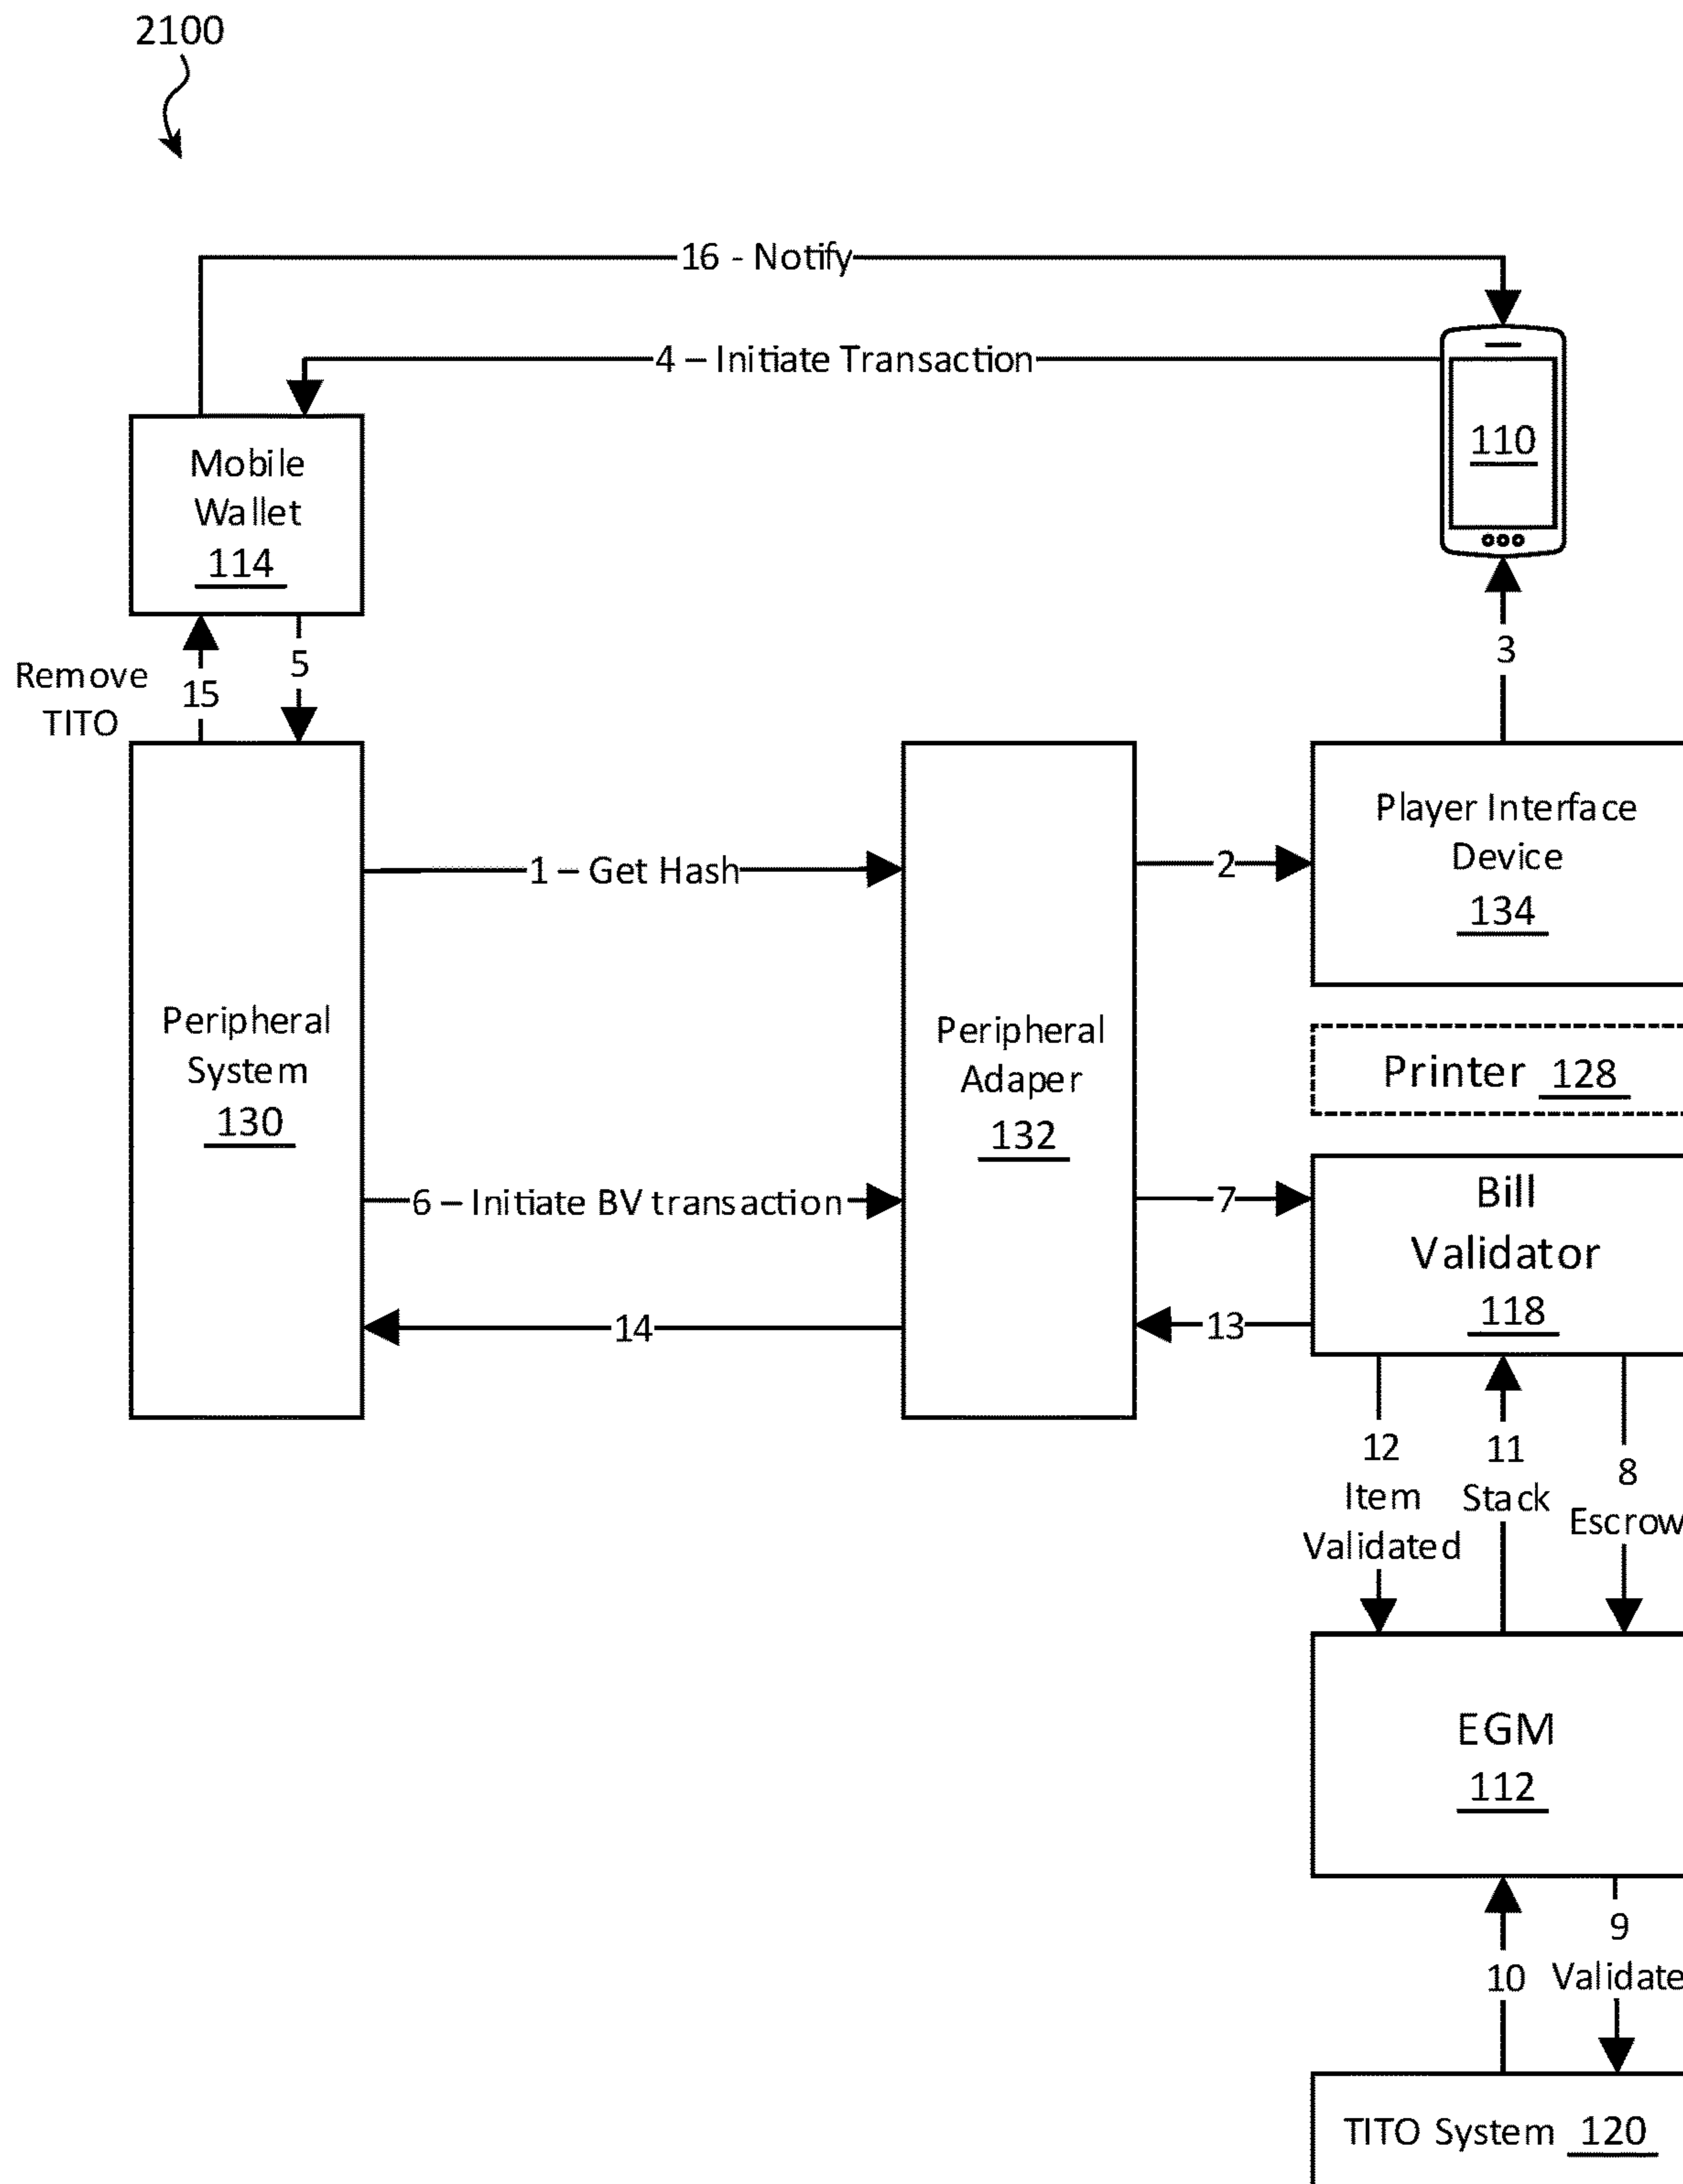 2100
16 - Notify
4 – Initiate Transaction
110
Mobile
Wallet
114
Remove
TITO
15
5
3
Player Interface
Device
134
1 – Get Hash
2
Peripheral
System
130
Peripheral
Adaper
132
Printer 128
6 – Initiate BV transaction
7
Bill
Validator
118
14
13
12
Item
Validated
11
Stack
8
Escrow
EGM
112
10
9
Validate
TITO System 120